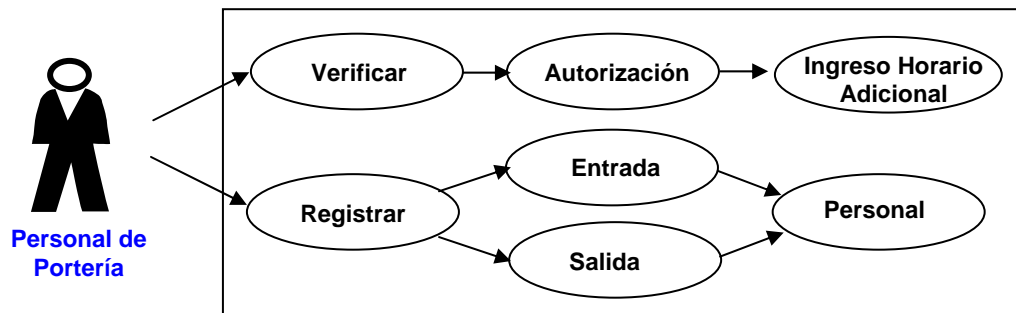 Verificar
Autorización
Ingreso Horario
Adicional
Entrada
Registrar
Personal
Salida
Personal de
Portería